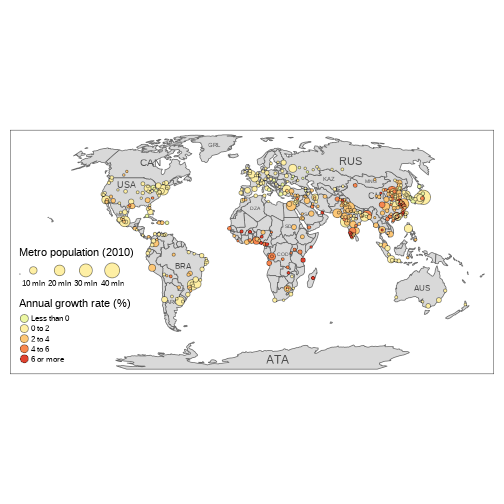 GRL
CAN
RUS
USA
KAZ
MNG
DZA
COD
BRA
AUS
Metro population (2010)
10 mln 20 mln 30 mln 40 mln
Annual growth rate (%)
Less than 0
0 to 2
2 to 4
4 to 6
6 or more
ATA